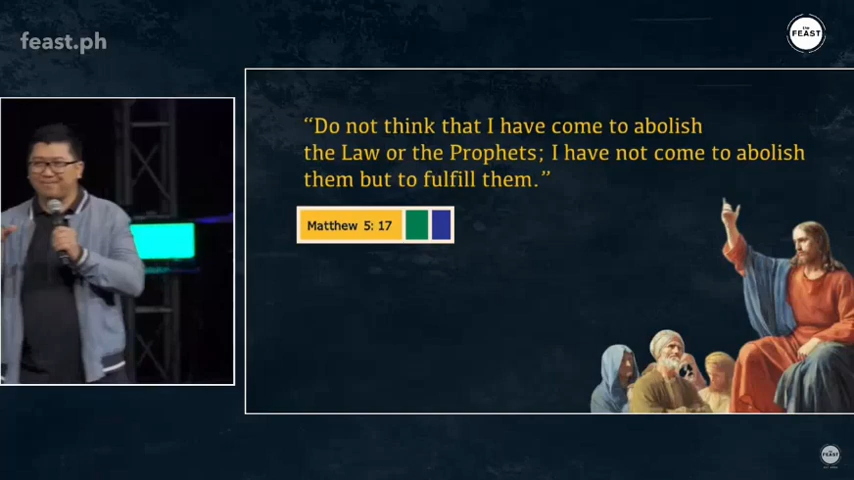 feast.ph
the
FEAST
“Do not think that I have come to abolish
the Law or the Prophets; I have not come to abolish
them but to fulfill them.”
Matthew 5: 17
FEAST